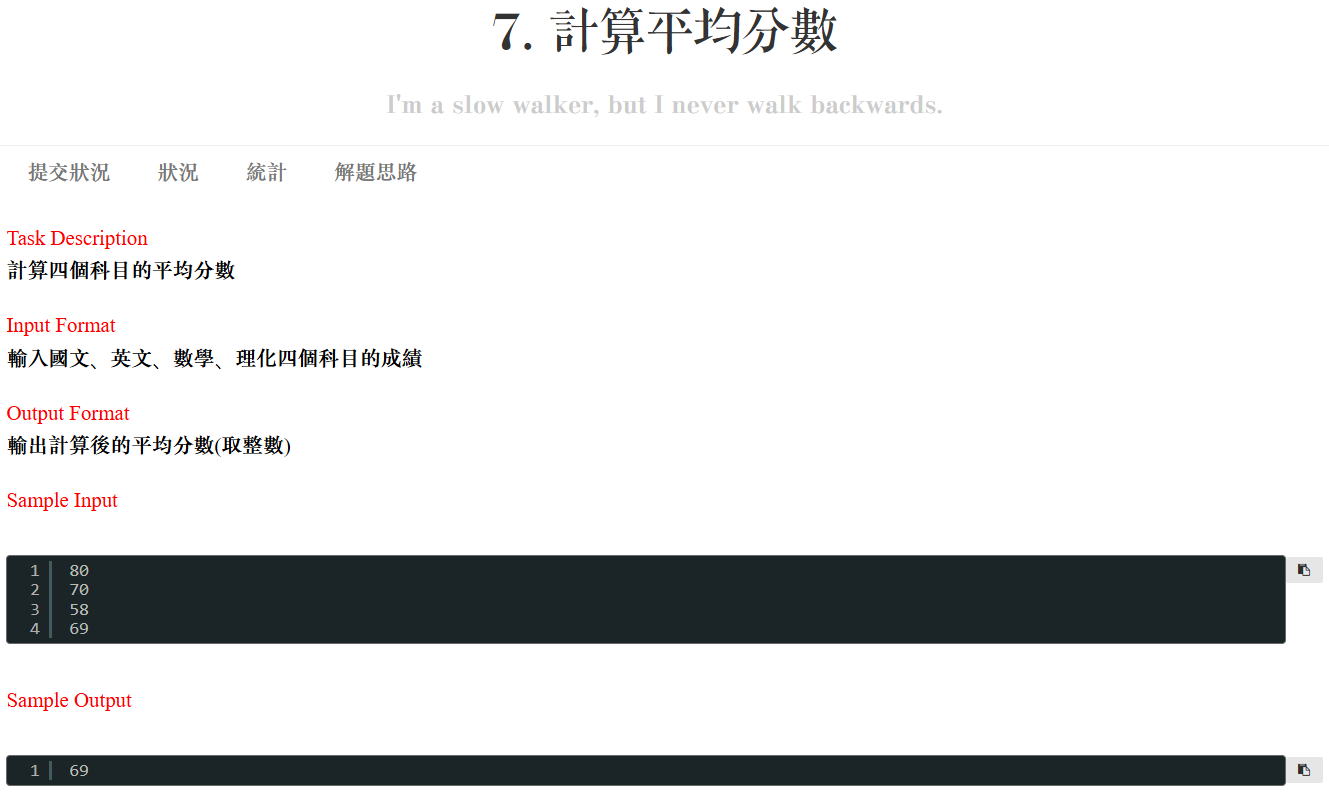 7. 計算平均分數
I'm a slow walker, but I never walk backwards.
提交狀況 狀況 統計 解題思路
Task Description
計算四個科目的平均分數
Input Format
輸入國文、英文、數學、理化四個科目的成績
Output Format
輸出計算後的平均分數(取整數)
Sample Input
1 80
2 70
3 58
4 69
Sample Output
1 69